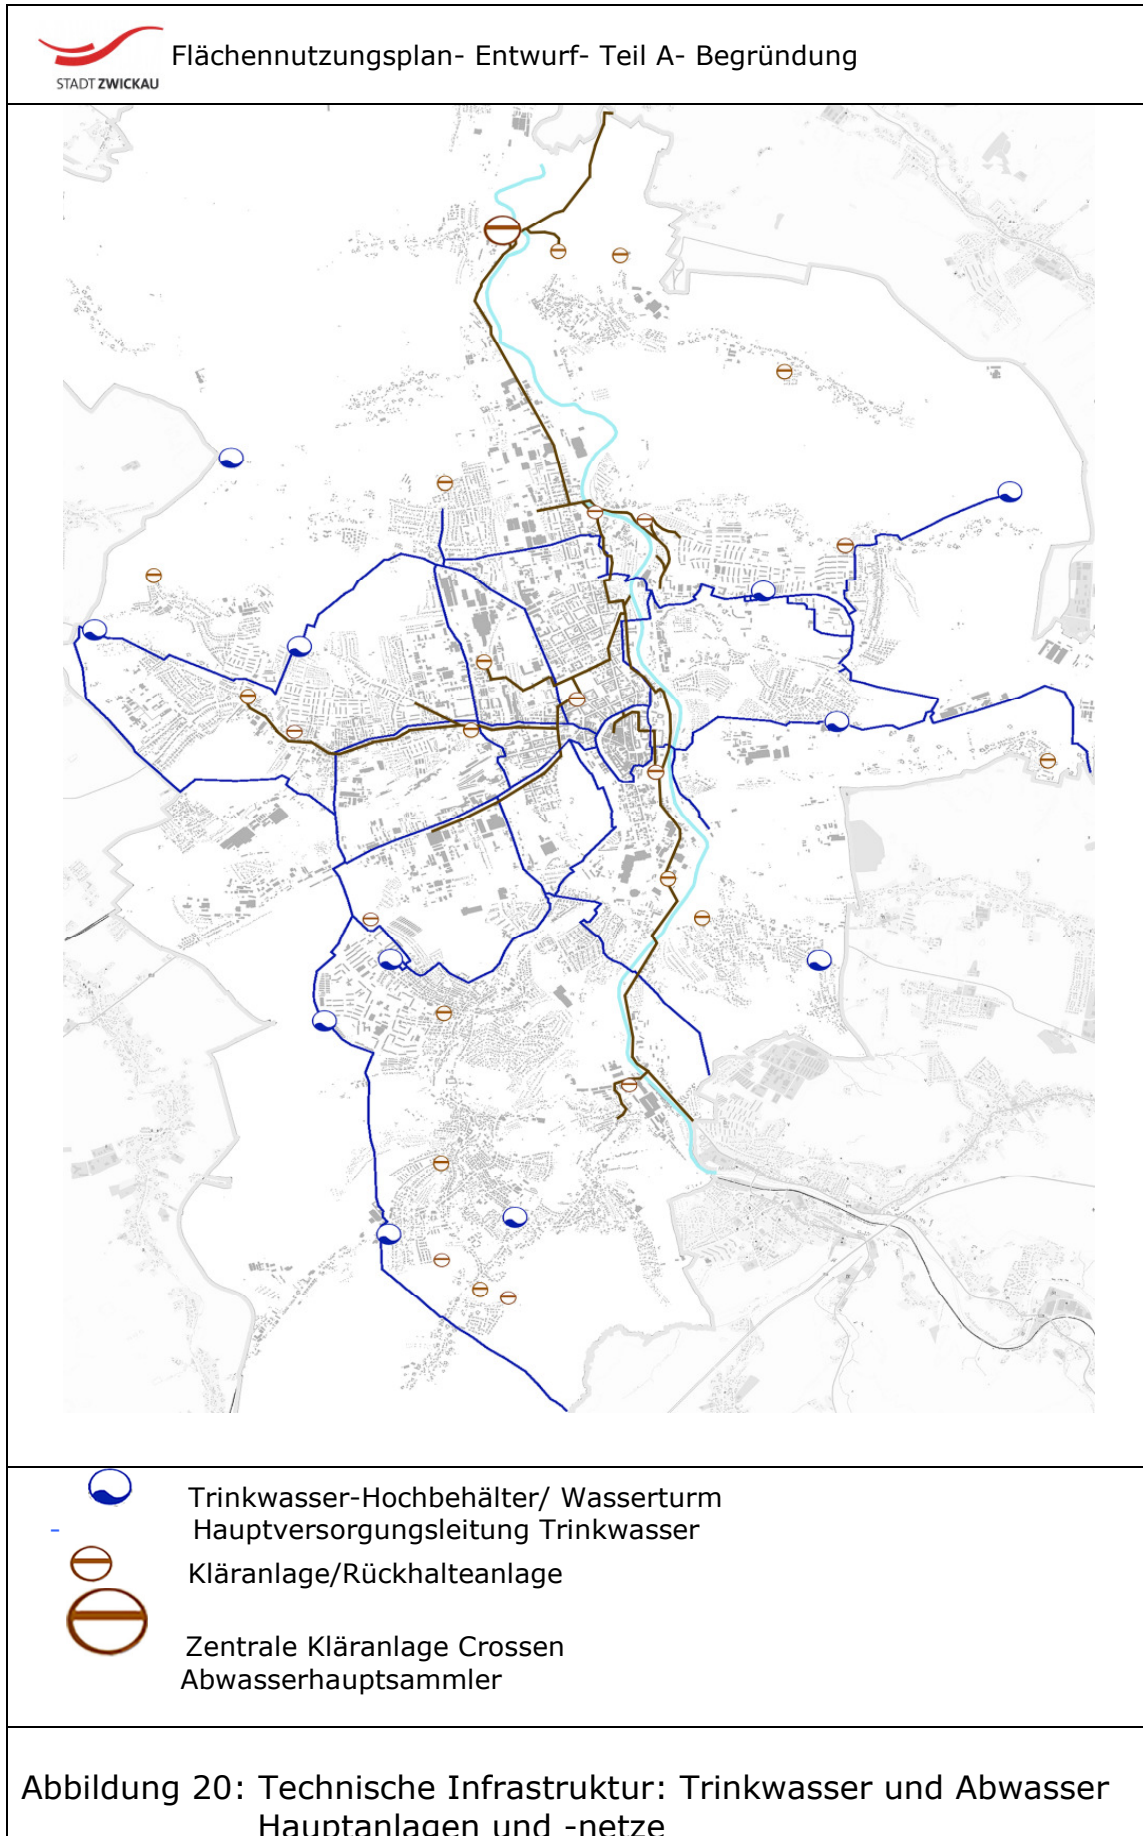 STADT ZWICKAU
Flächennutzungsplan- Entwurf- Teil A- Begründung
Trinkwasser-Hochbehälter/ Wasserturm
Hauptversorgungsleitung Trinkwasser
Kläranlage/Rückhalteanlage
Zentrale Kläranlage Crossen
Abwasserhauptsammler
Abbildung 20: Technische Infrastruktur: Trinkwasser und Abwasser
Hauptanlagen und -netze